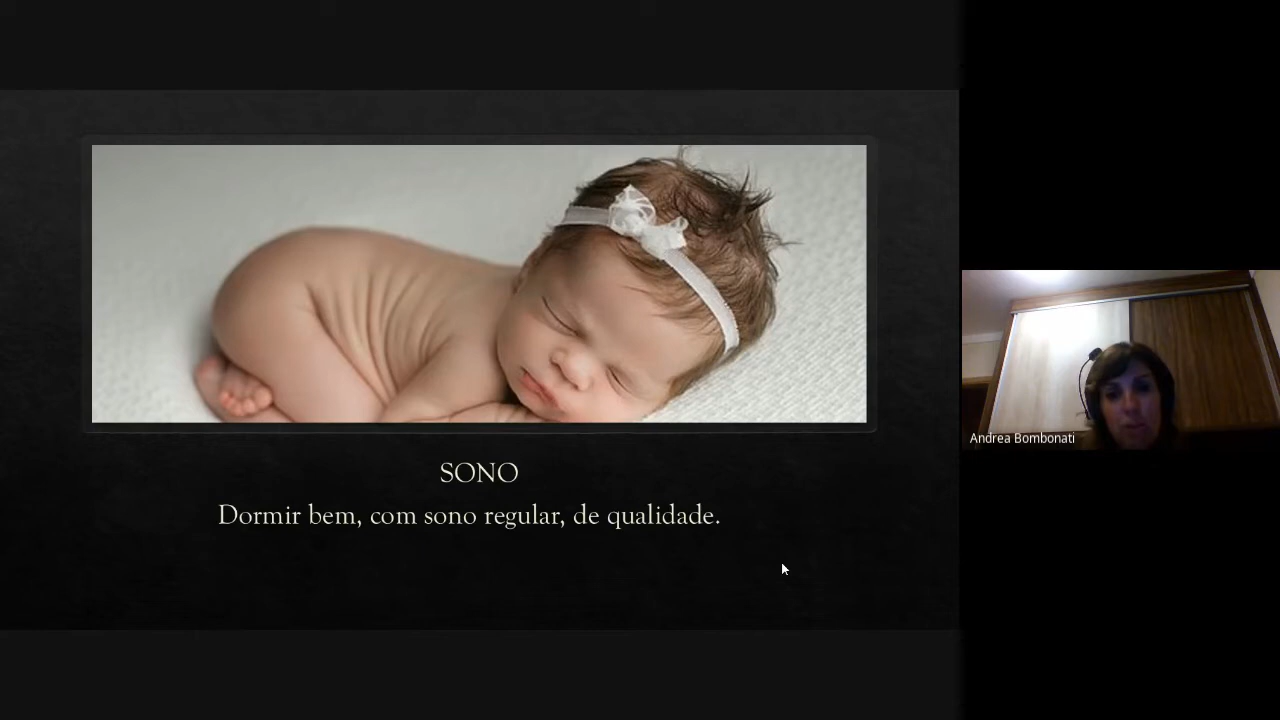 SONO
Dormir bem, com sono regular, de qualidade.
Andrea Bombonati